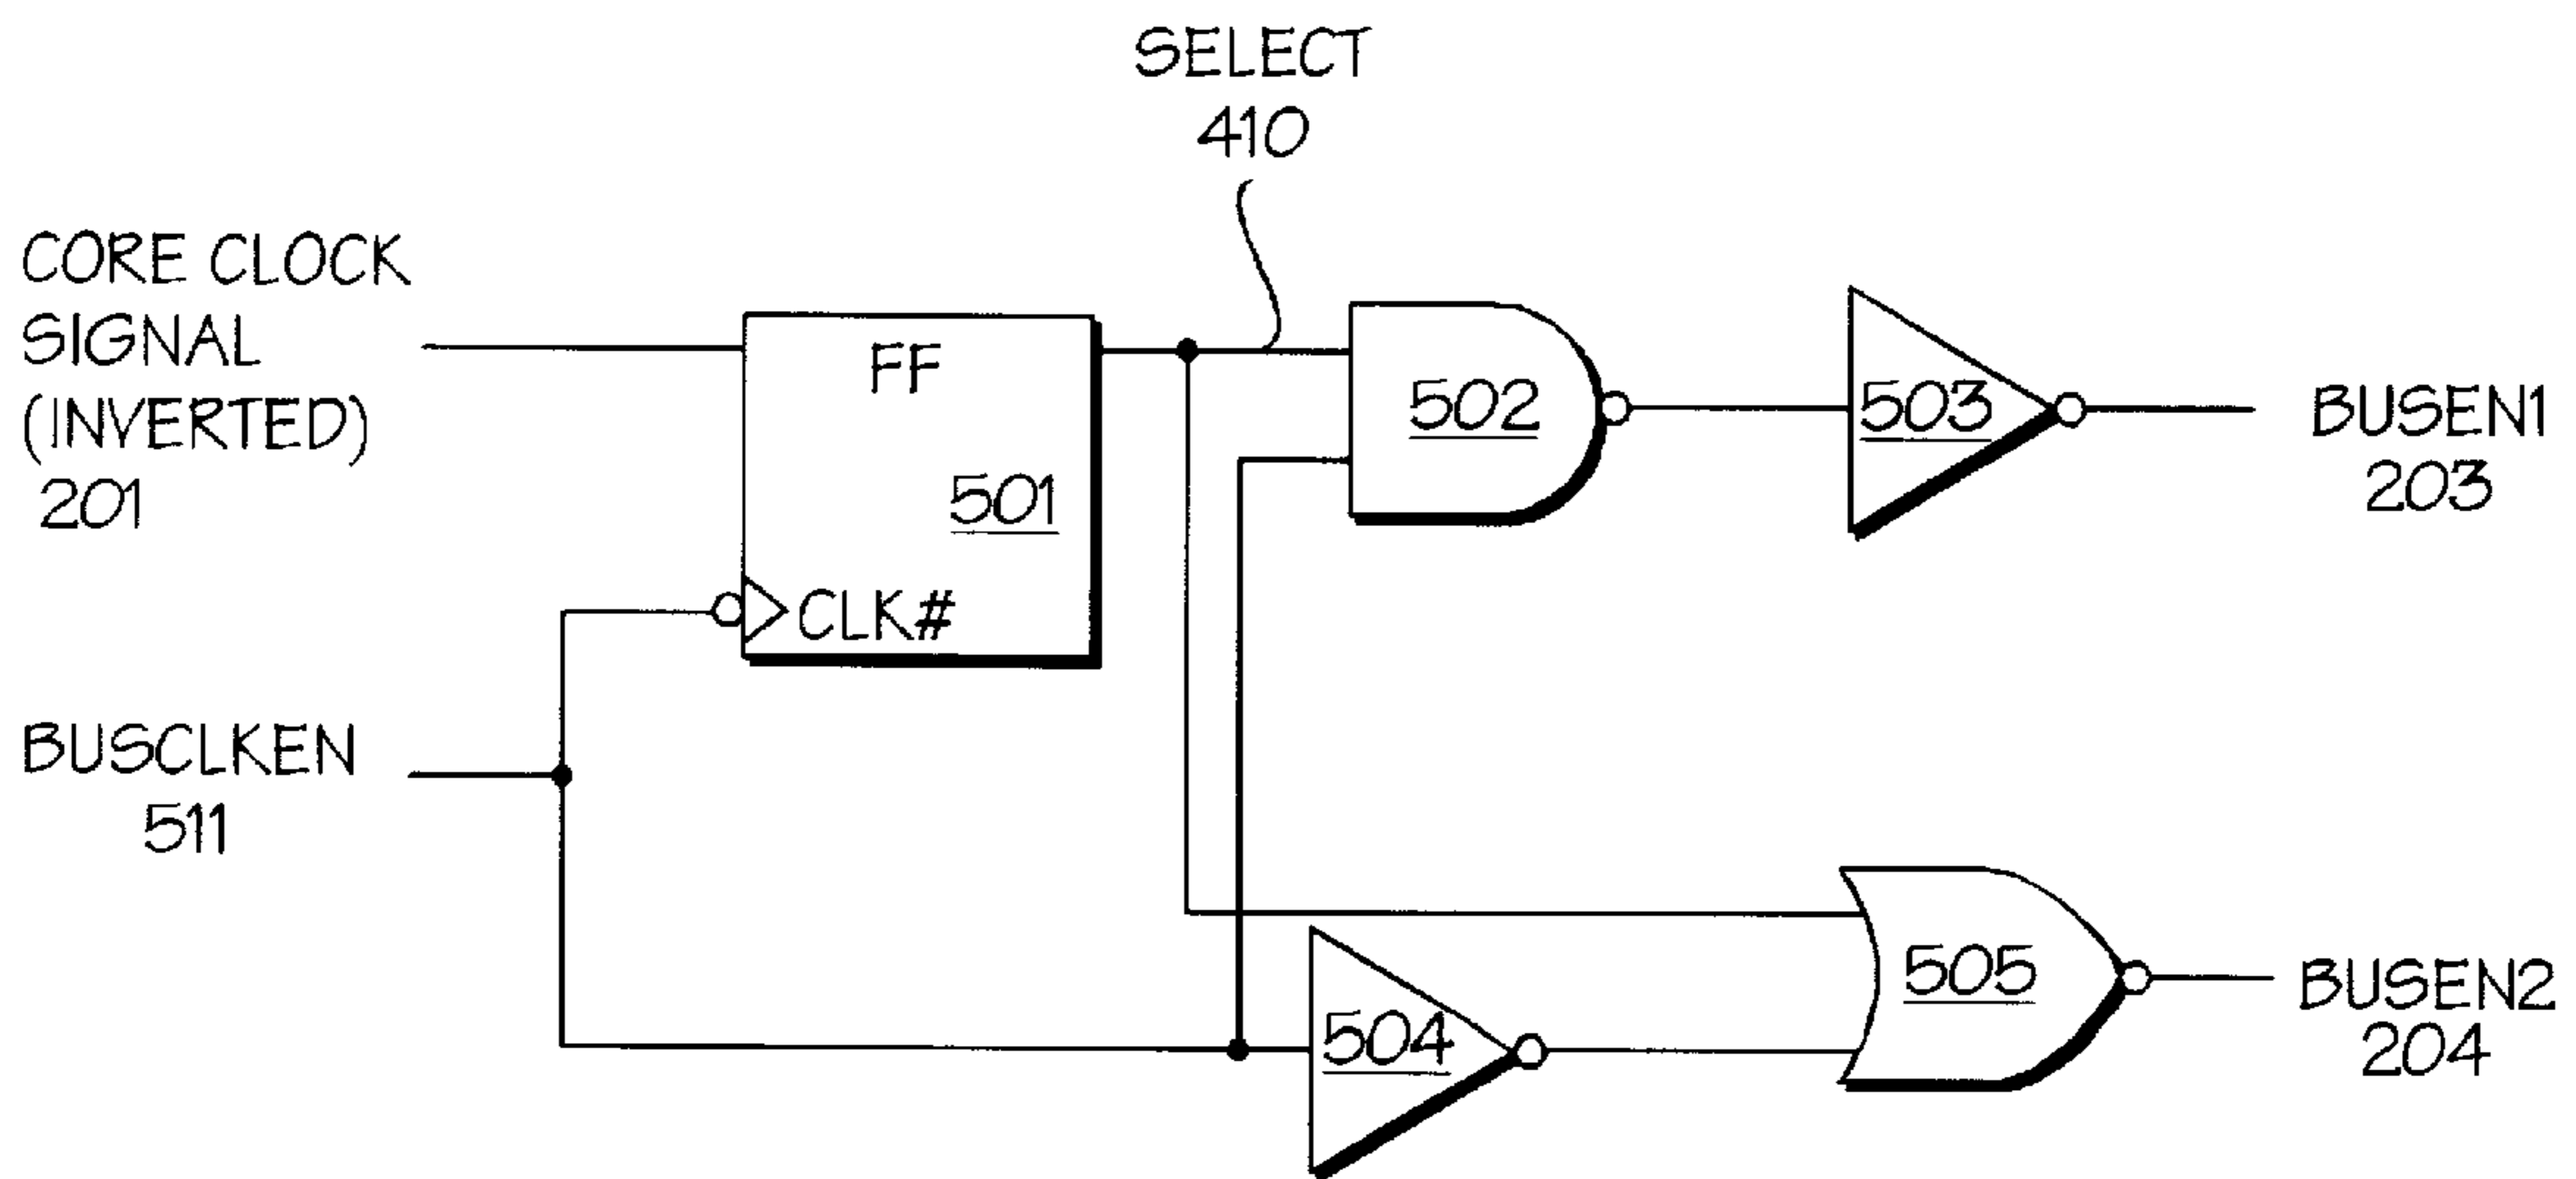 SELECT
410
CORE CLOCK
SIGNAL
(INVERTED)
201
FF
501
CLK#
502
503
BUSEN1
203
BUSCLKEN
511
504
505
BUSEN2
204